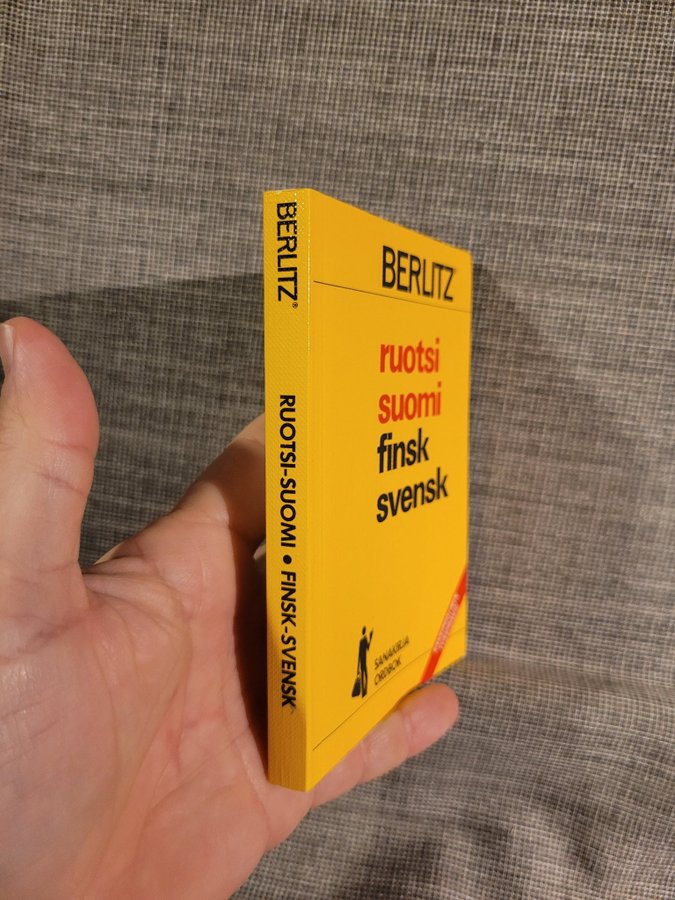 BERLITZ®
RUOTSI-SUOMI • FINSK-SVENSK
BERLITZ
ruotsi
suomi
finsk
svensk
SANAKIRJA
ORDBOK